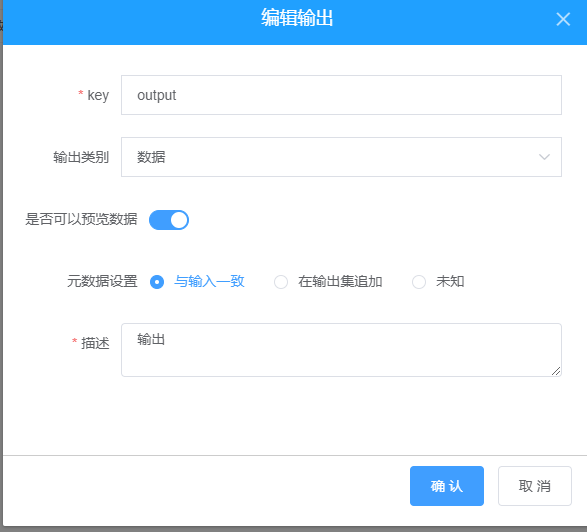 编辑输出
* key output
输出类别 数据
是否可以预览数据
元数据设置 与输入一致 在输出集追加 未知
* 描述 输出
确 认 取 消